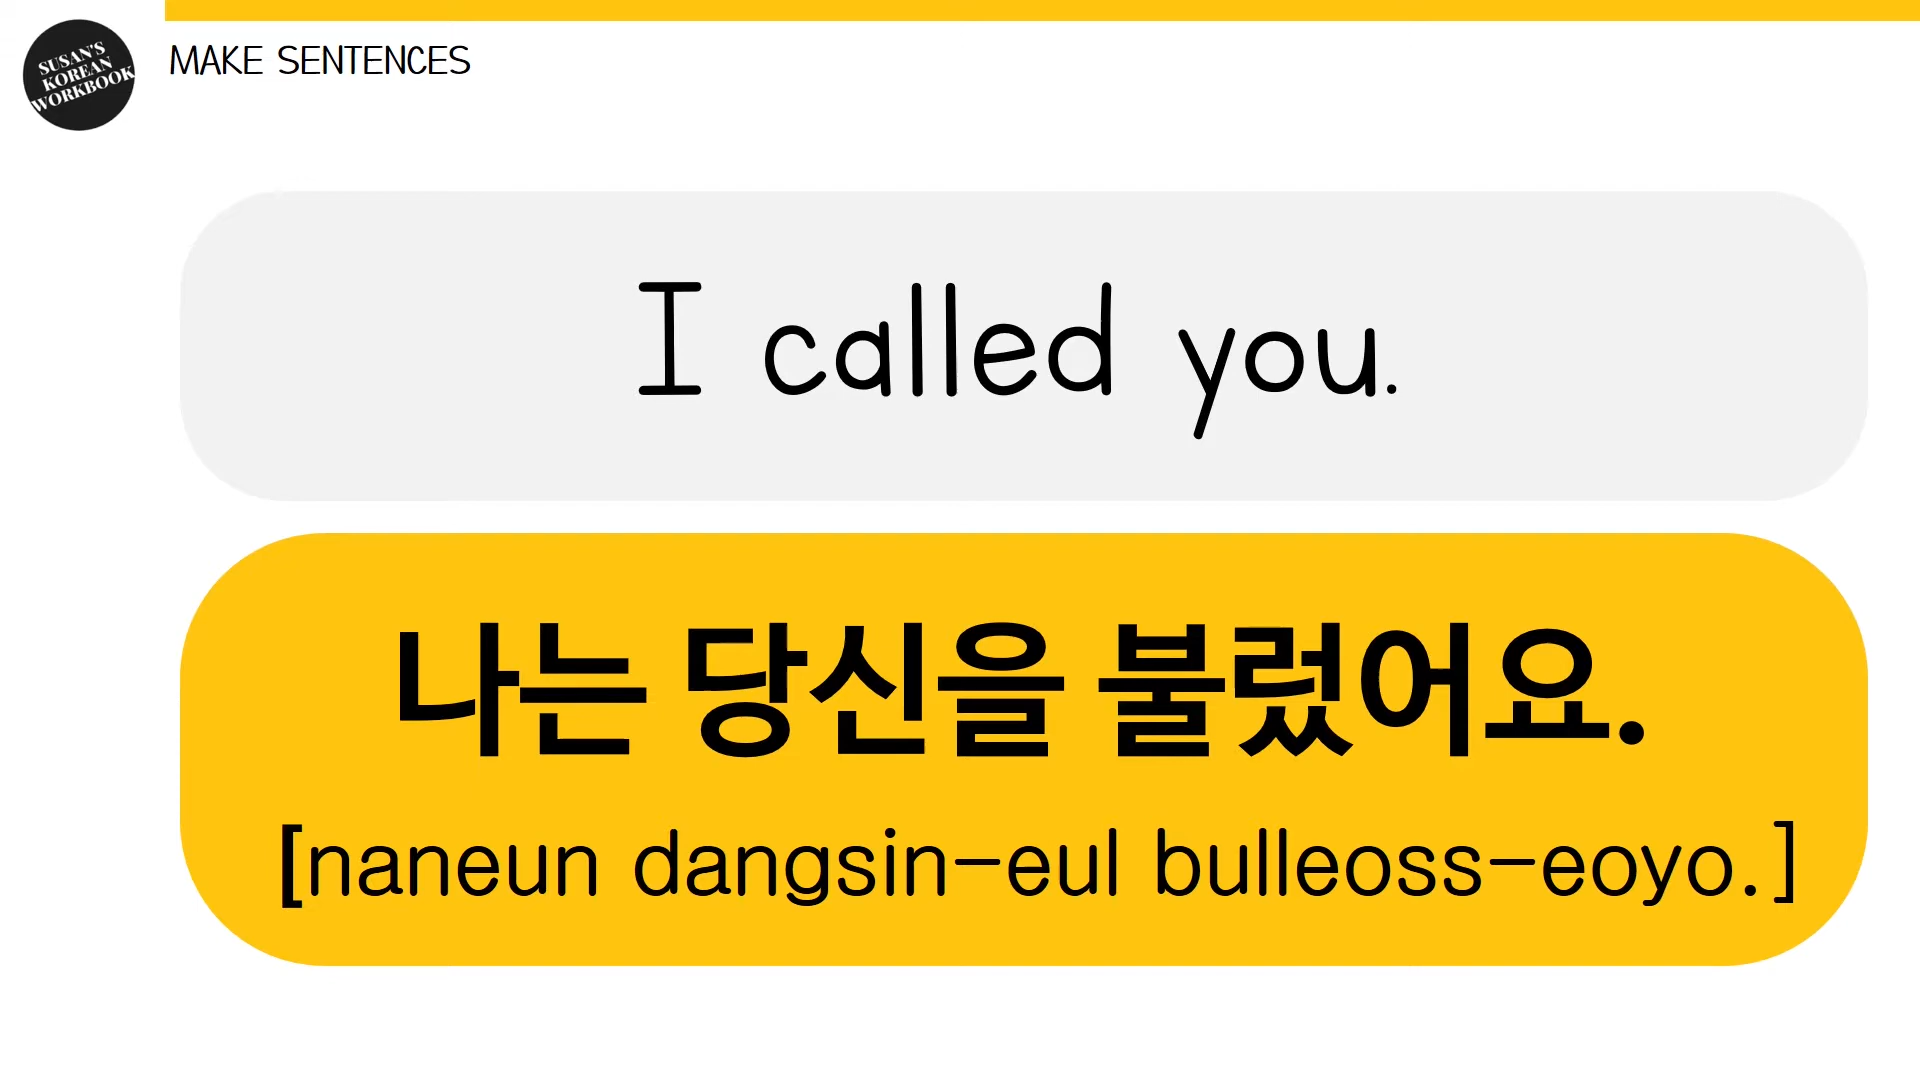 SUSAN'S
KOREAN
WORKBOOK
MAKE SENTENCES
I called you.
나는 당신을 불렀어요.
[naneun dangsin-eul bulleoss-eoyo.]